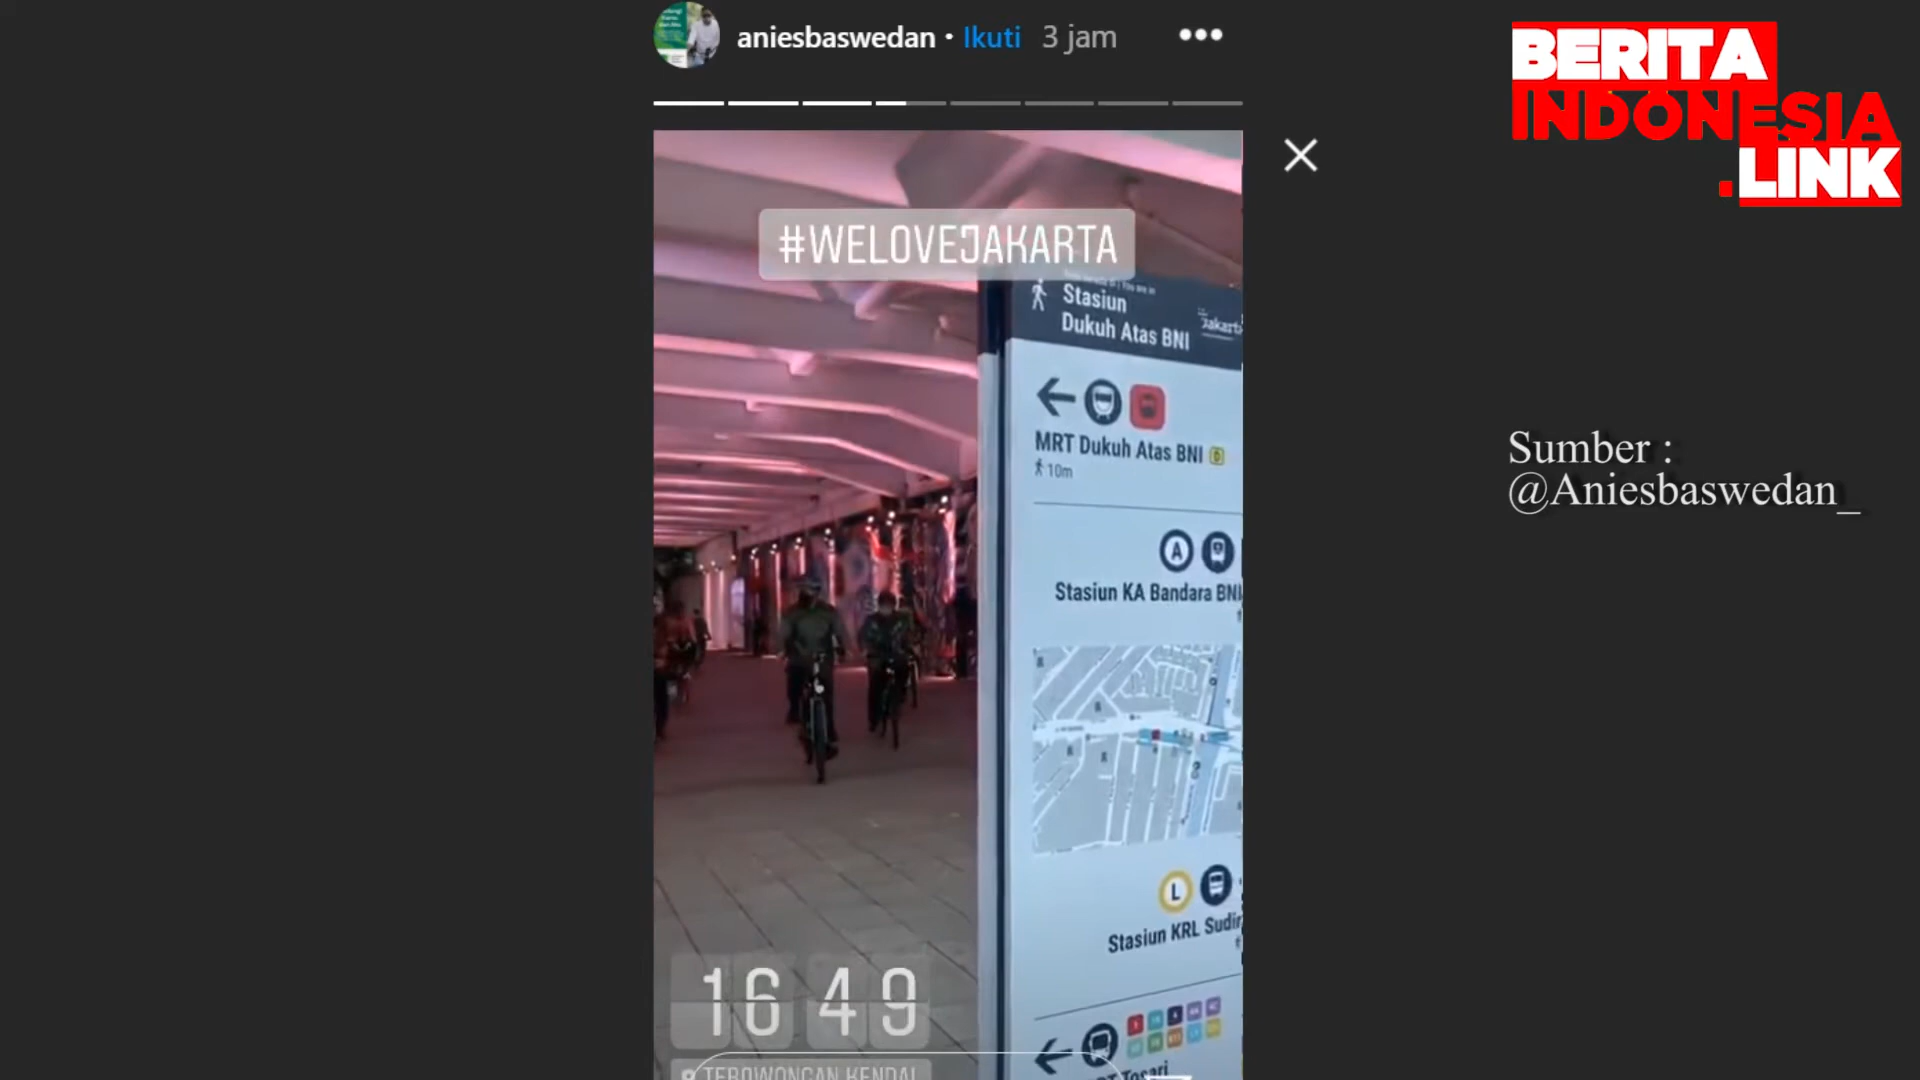 aniesbaswedan • Ikuti 3 jam
BERITA
INDONESIA
.LINK
#WELOVEJAKARTA
Stasiun
Dukuh Atas BNI
Jakarta
MRT Dukuh Atas BNI D
10m
A
Stasiun KA Bandara BNI
Sumber :
@Aniesbaswedan_
L
Stasiun KRL Sudir
16 49
TEROWONGAN KENDAL
Tosari